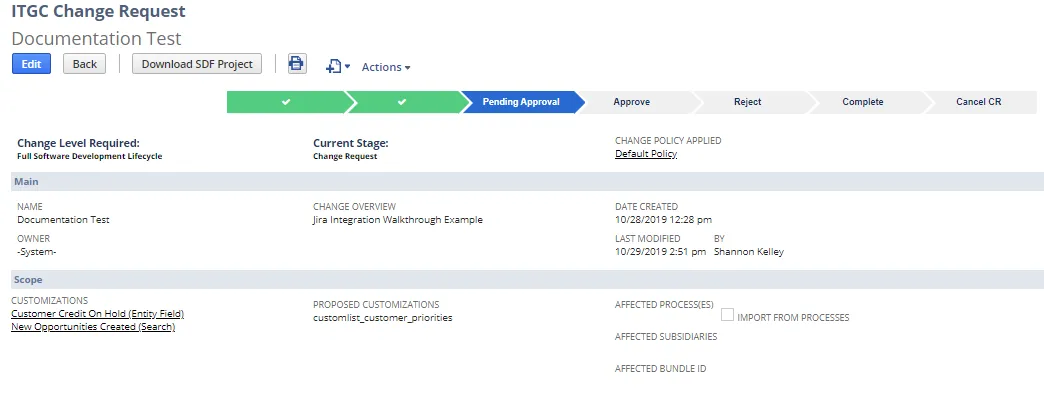 ITGC Change Request
Documentation Test
Edit Back Download SDF Project Actions
Pending Approval Approve Reject Complete Cancel CR
Change Level Required: Current Stage: CHANGE POLICY APPLIED
Full Software Development Lifecycle Change Request Default Policy
Main
NAME CHANGE OVERVIEW DATE CREATED
Documentation Test Jira Integration Walkthrough Example 10/28/2019 12:28 pm
OWNER LAST MODIFIED BY
-System- 10/29/2019 2:51 pm Shannon Kelley
Scope
CUSTOMIZATIONS PROPOSED CUSTOMIZATIONS AFFECTED PROCESS(ES)
Customer Credit On Hold (Entity Field) customlist_customer_priorities IMPORT FROM PROCESSES
New Opportunities Created (Search)
AFFECTED SUBSIDIARIES
AFFECTED BUNDLE ID